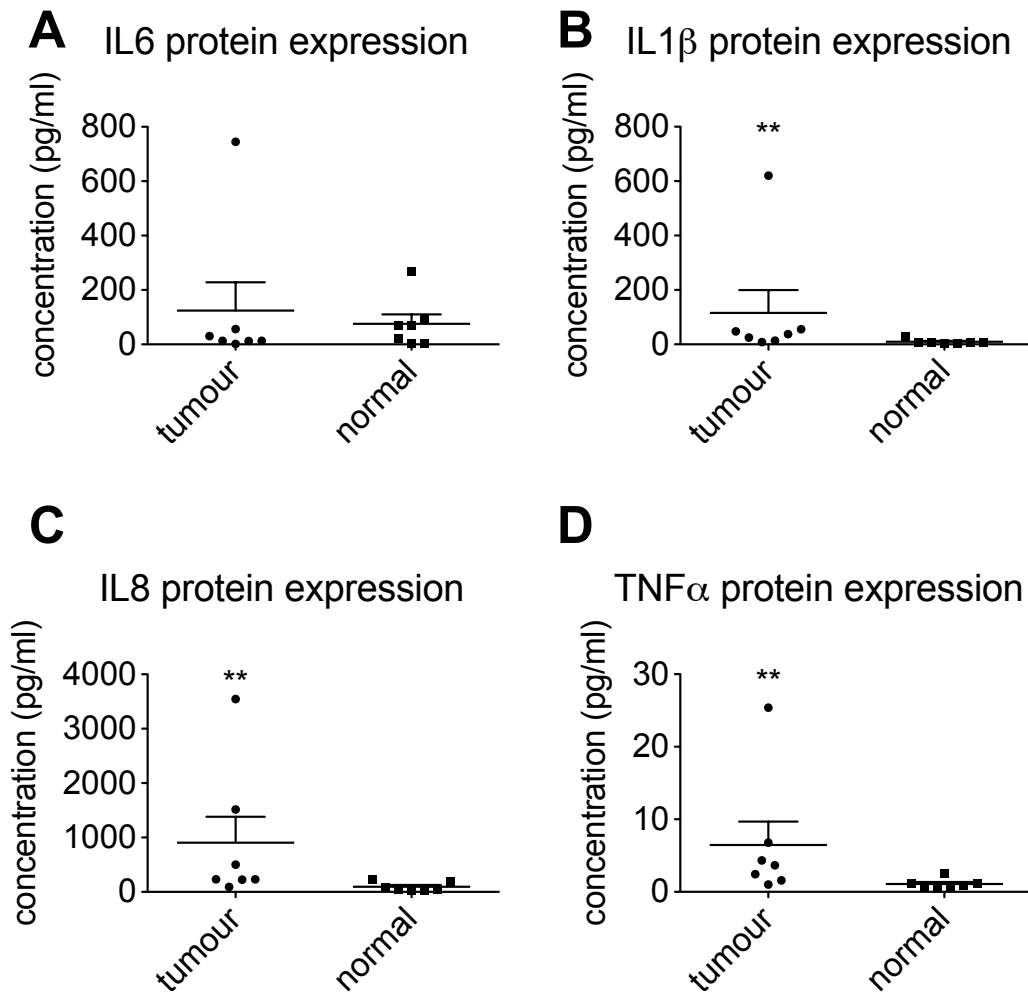 A IL6 protein expression
concentration (pg/ml)
800
600
400
200
0
tumour
normal
B IL1β protein expression
concentration (pg/ml)
800
600
400
200
0
**
tumour
normal
C
IL8 protein expression
concentration (pg/ml)
4000
3000
2000
1000
0
**
tumour
normal
D
TNFα protein expression
concentration (pg/ml)
30
20
10
0
**
tumour
normal